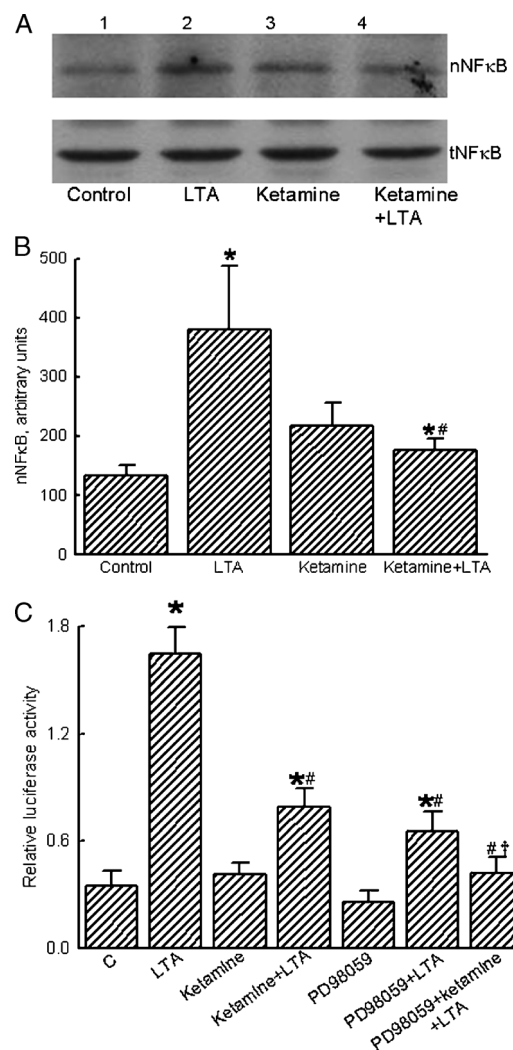 A
1 2 3 4
nNFκB
tNFκB
Control LTA Ketamine Ketamine
+LTA
B
nNFκB, arbitrary units
500
400
300
200
100
0
*
*#
Control LTA Ketamine Ketamine+LTA
C
Relative luciferase activity
1.8
1.2
0.6
0.0
*
*#
*#
#†
C
LTA
Ketamine
Ketamine+LTA
PD98059
PD98059+LTA
PD98059+ketamine
+LTA